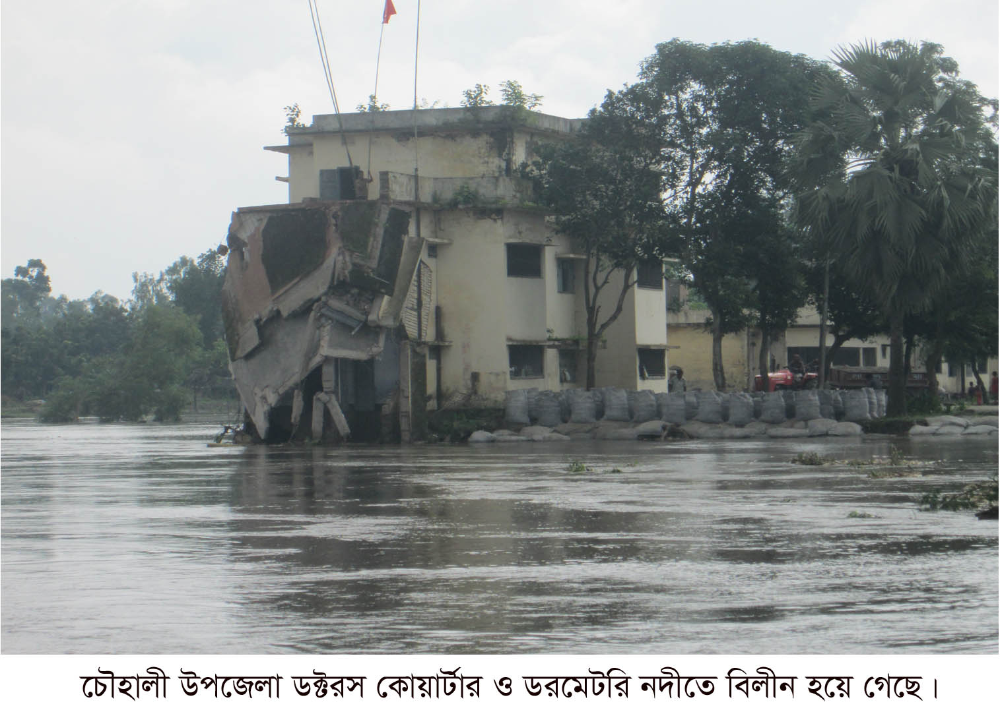 চৌহালী উপজেলা ডক্টরস কোয়ার্টার ও ডরমেটরি নদীতে বিলীন হয়ে গেছে।